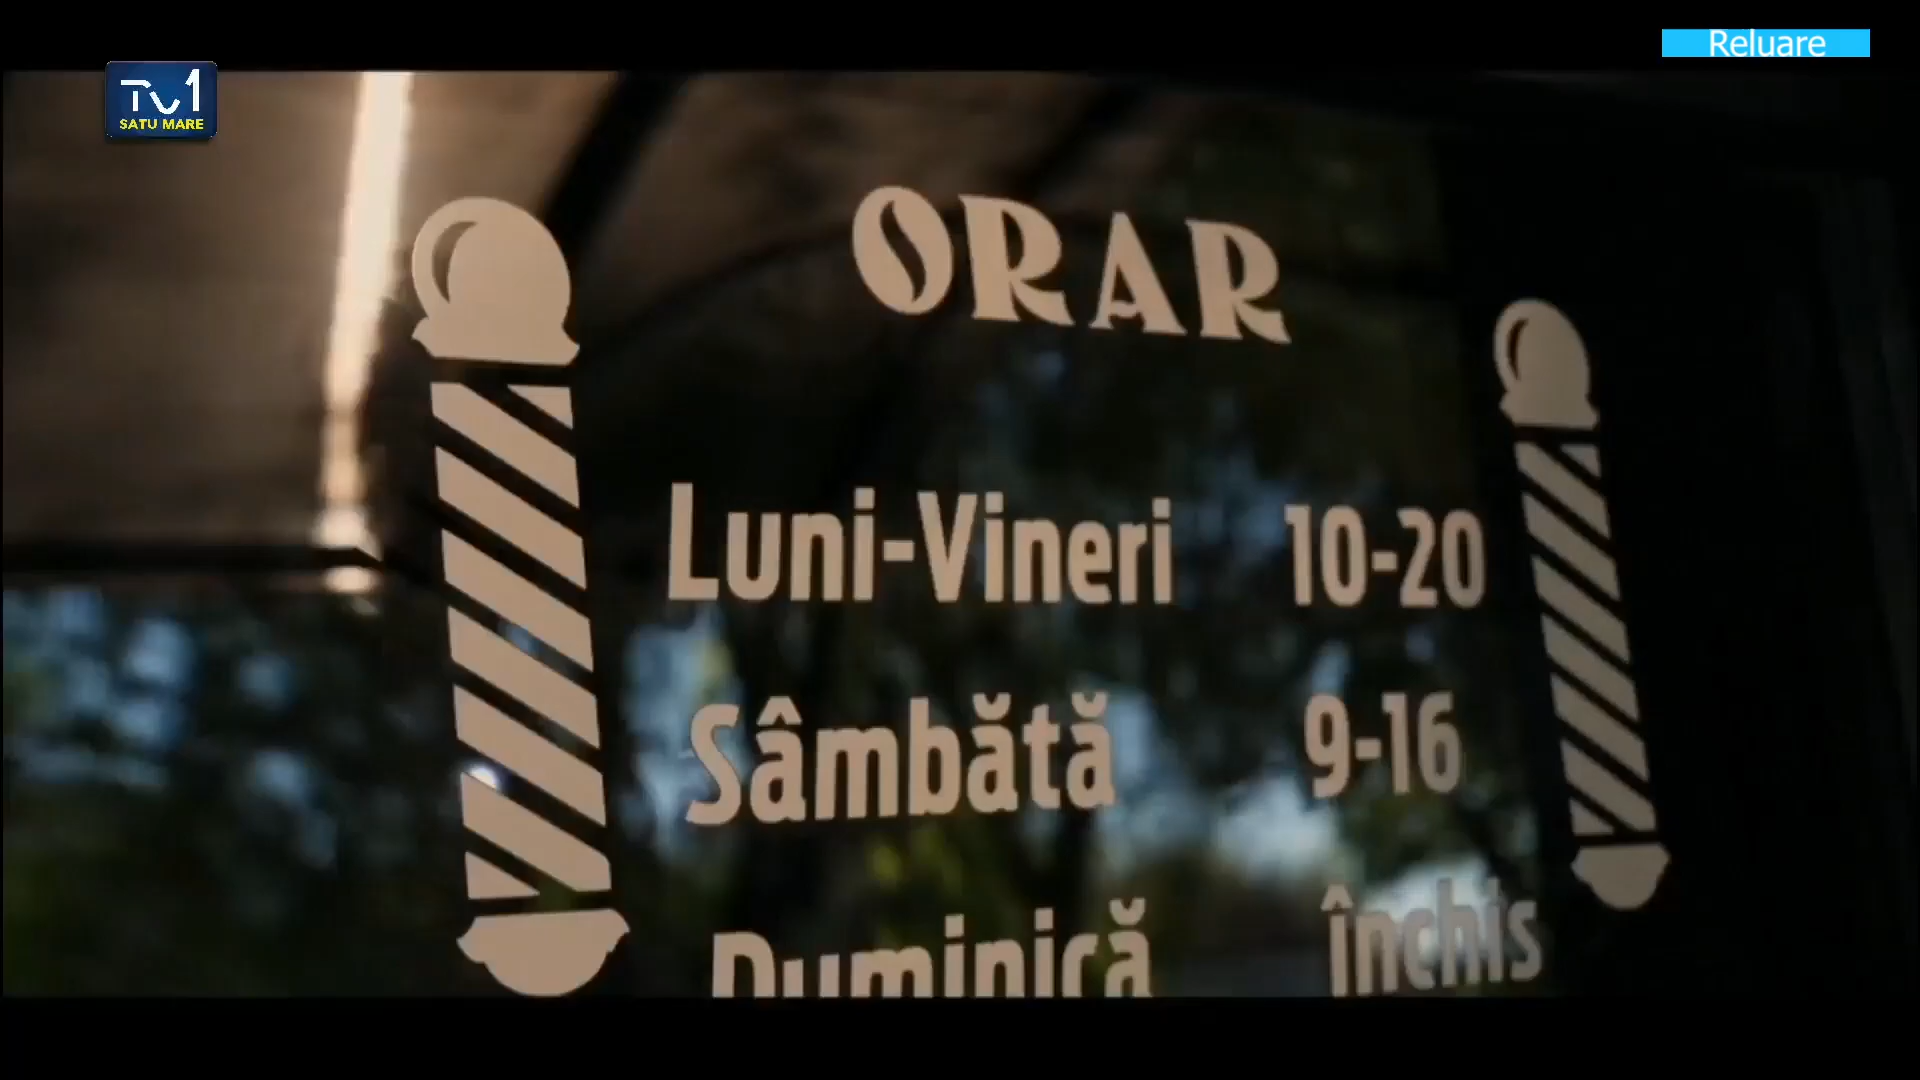 Reluare
TV1
SATU MARE
ORAR
Luni-Vineri 10-20
Sâmbătă 9-16
Duminică închis